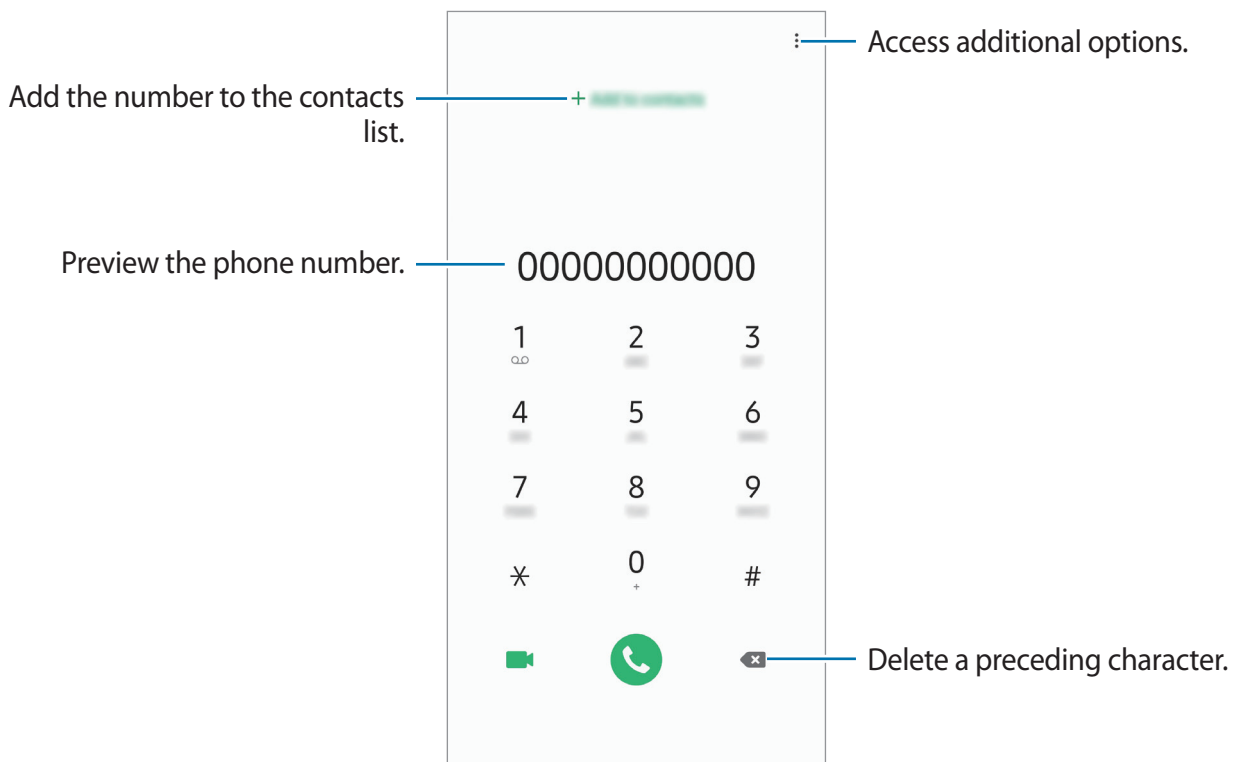 Access additional options.
Add the number to the contacts
list.
Preview the phone number.
00000000000
1 2 3
4 5 6
7 8 9
* 0 #
+
Delete a preceding character.